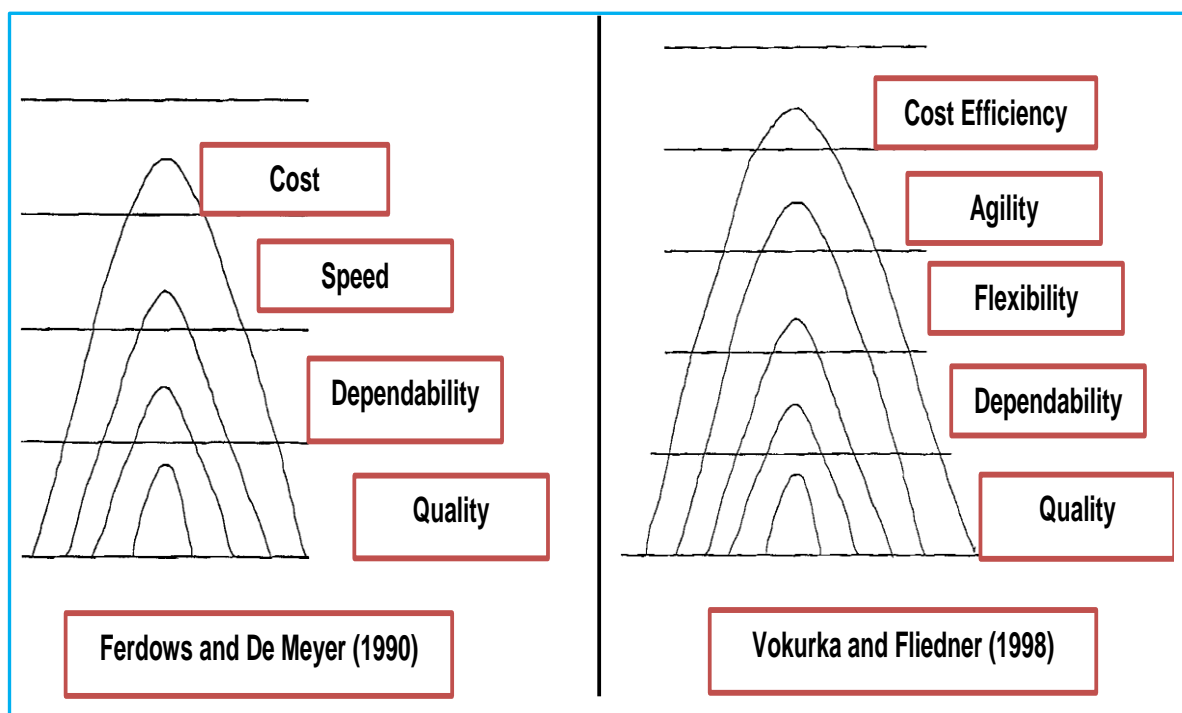 Cost
Speed
Dependability
Quality
Ferdows and De Meyer (1990)
Cost Efficiency
Agility
Flexibility
Dependability
Quality
Vokurka and Fliedner (1998)